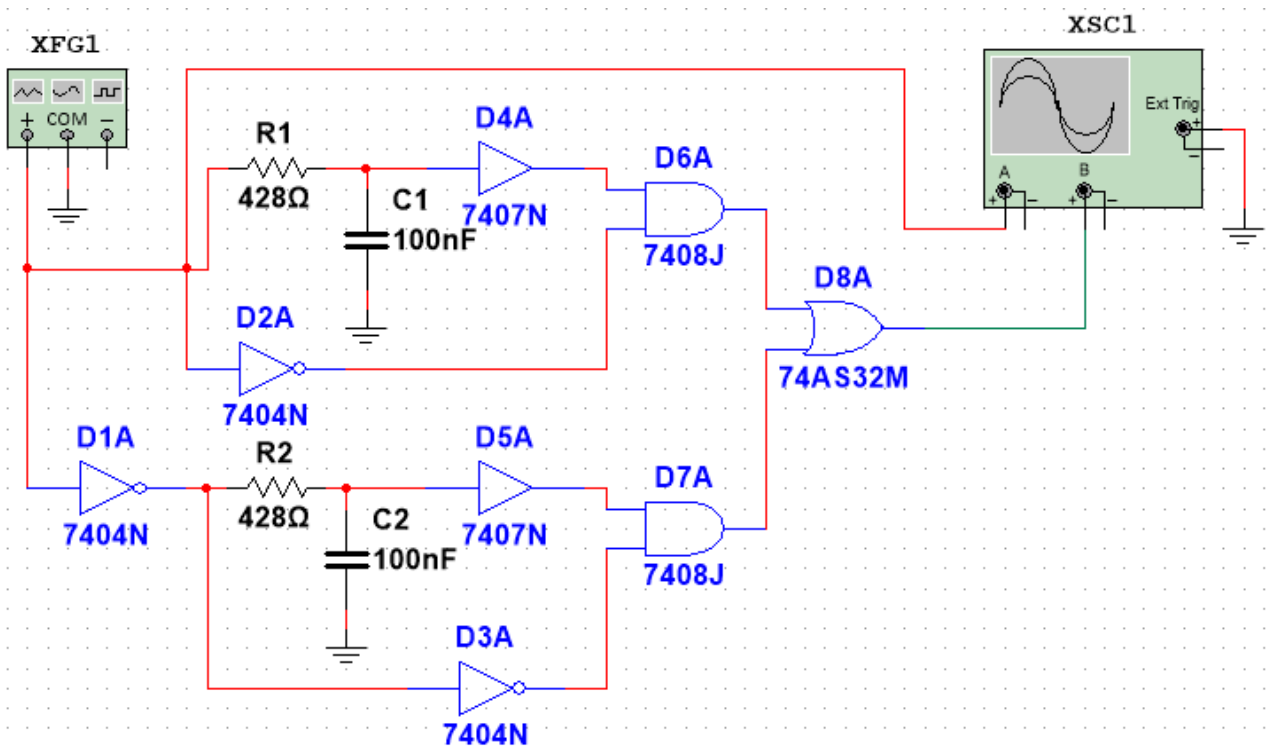 XFG1
+ COM −
XSC1
Ext Trig
+
−
A
B
+ −
+ −
R1
428Ω
C1
100nF
D4A
7407N
D6A
7408J
D2A
7404N
D8A
74AS32M
D1A
7404N
R2
428Ω
C2
100nF
D5A
7407N
D7A
7408J
D3A
7404N